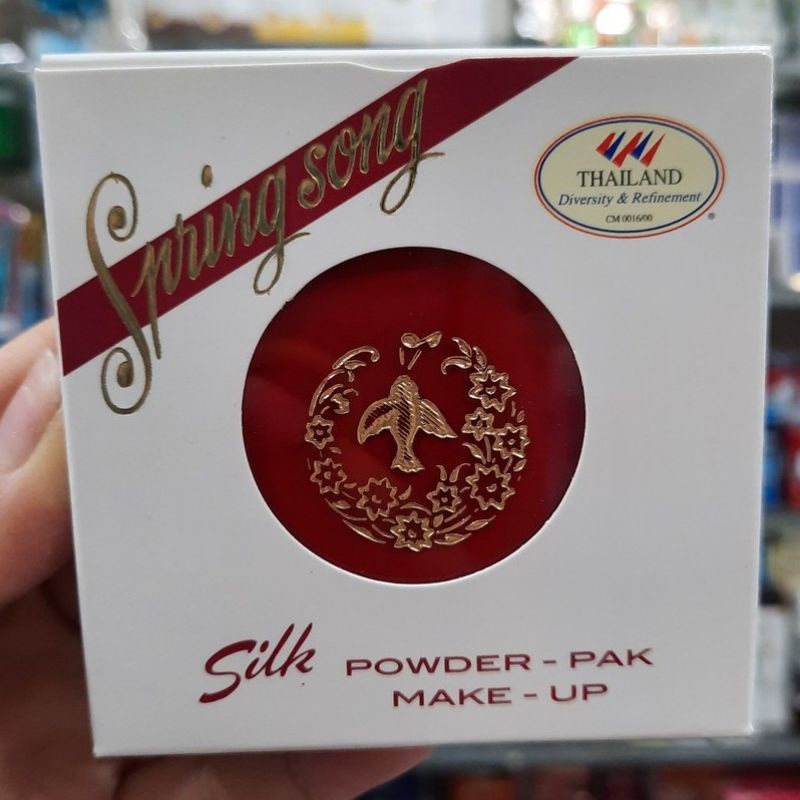 Spring song
THAILAND
Diversity & Refinement
CM 0016/00
®
Silk POWDER - PAK
MAKE - UP